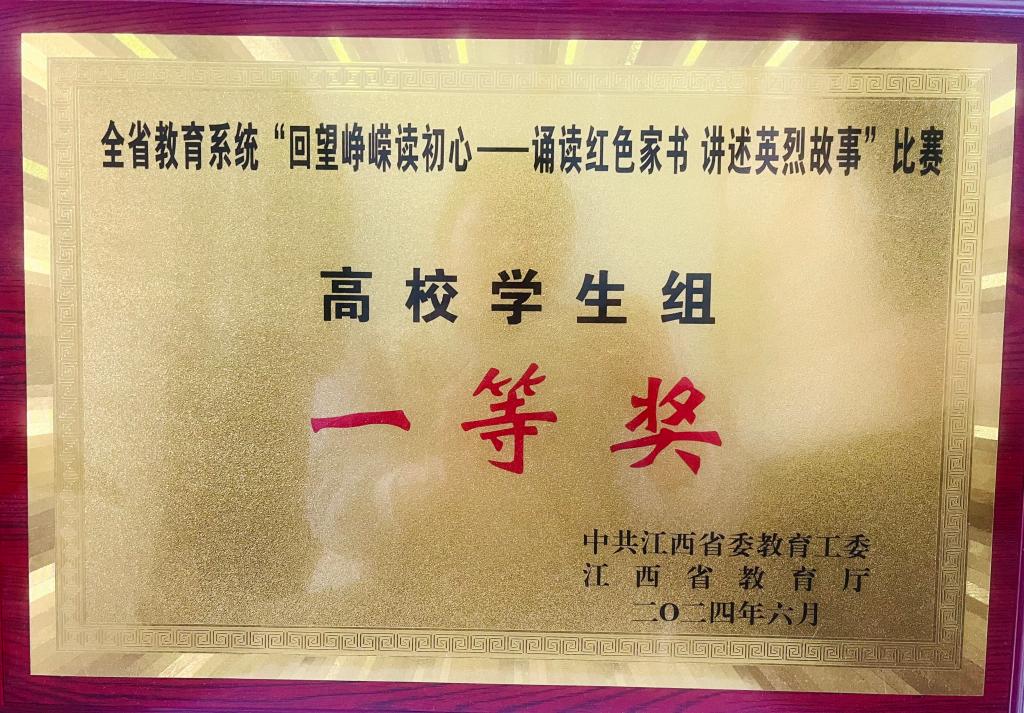 全省教育系统“回望峥嵘读初心——诵读红色家书 讲述英烈故事”比赛
高校学生组
一等奖
中共江西省委教育工委
江西省教育厅
二〇二四年六月